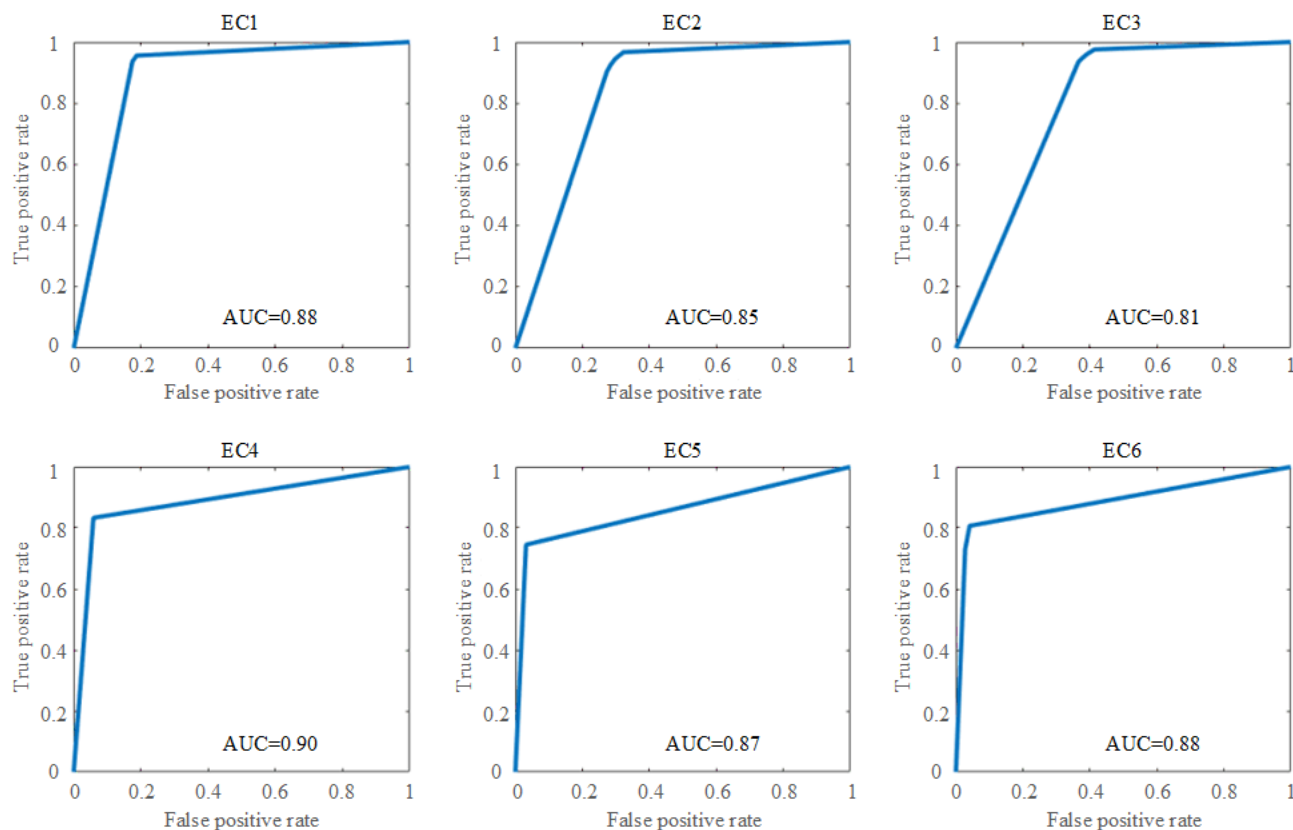 EC1
EC2
EC3
True positive rate
1
0.8
0.6
0.4
0.2
0
AUC=0.88
0 0.2 0.4 0.6 0.8 1
False positive rate
True positive rate
1
0.8
0.6
0.4
0.2
0
AUC=0.85
0 0.2 0.4 0.6 0.8 1
False positive rate
True positive rate
1
0.8
0.6
0.4
0.2
0
AUC=0.81
0 0.2 0.4 0.6 0.8 1
False positive rate
EC4
EC5
EC6
True positive rate
1
0.8
0.6
0.4
0.2
0
AUC=0.90
0 0.2 0.4 0.6 0.8 1
False positive rate
True positive rate
1
0.8
0.6
0.4
0.2
0
AUC=0.87
0 0.2 0.4 0.6 0.8 1
False positive rate
True positive rate
1
0.8
0.6
0.4
0.2
0
AUC=0.88
0 0.2 0.4 0.6 0.8 1
False positive rate